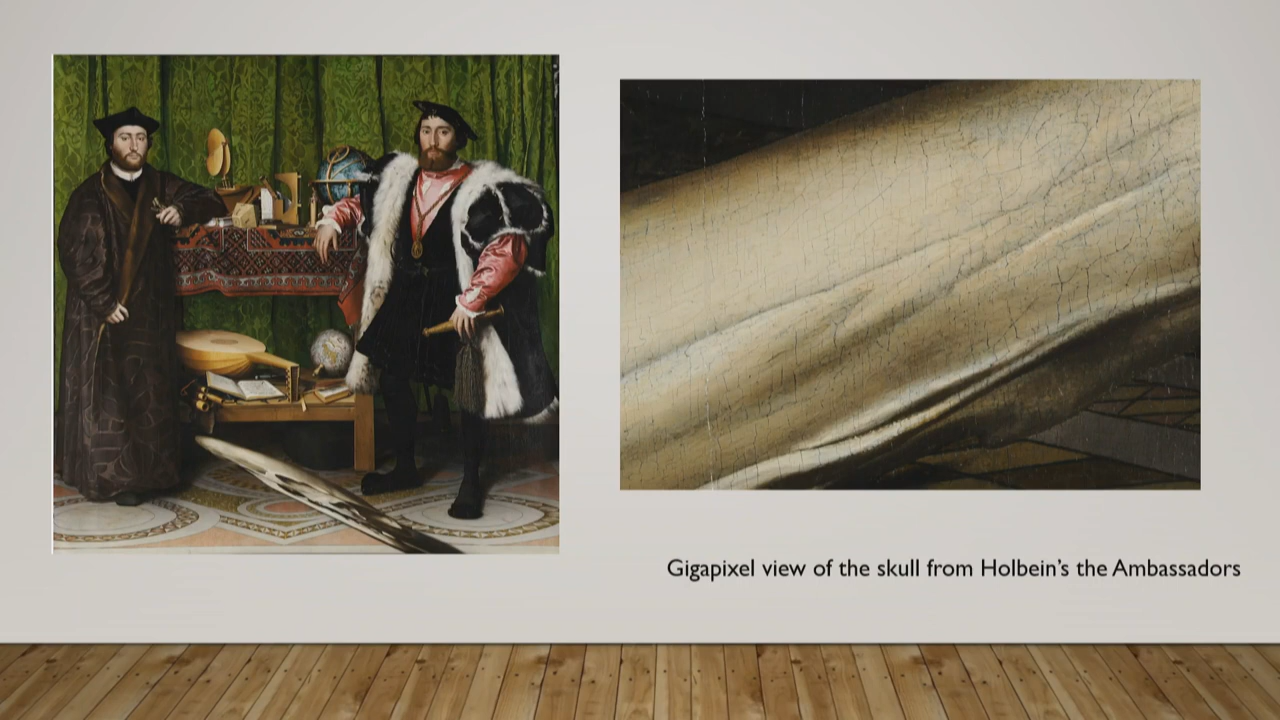 Gigapixel view of the skull from Holbein's the Ambassadors